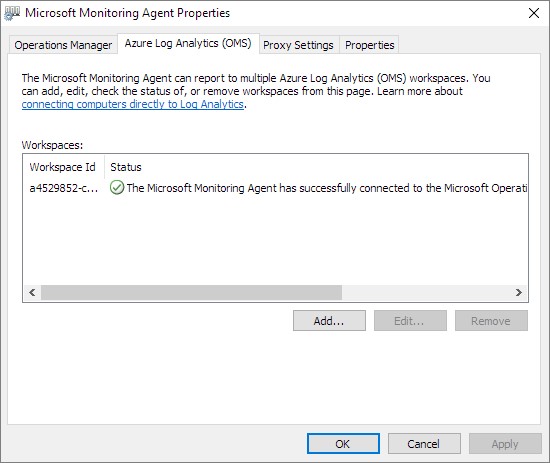 Microsoft Monitoring Agent Properties
Operations Manager Azure Log Analytics (OMS) Proxy Settings Properties
The Microsoft Monitoring Agent can report to multiple Azure Log Analytics (OMS) workspaces. You
can add, edit, check the status of, or remove workspaces from this page. Learn more about
connecting computers directly to Log Analytics.
Workspaces:
Workspace Id Status
a4529852-c... The Microsoft Monitoring Agent has successfully connected to the Microsoft Operati
Add... Edit... Remove
OK Cancel Apply